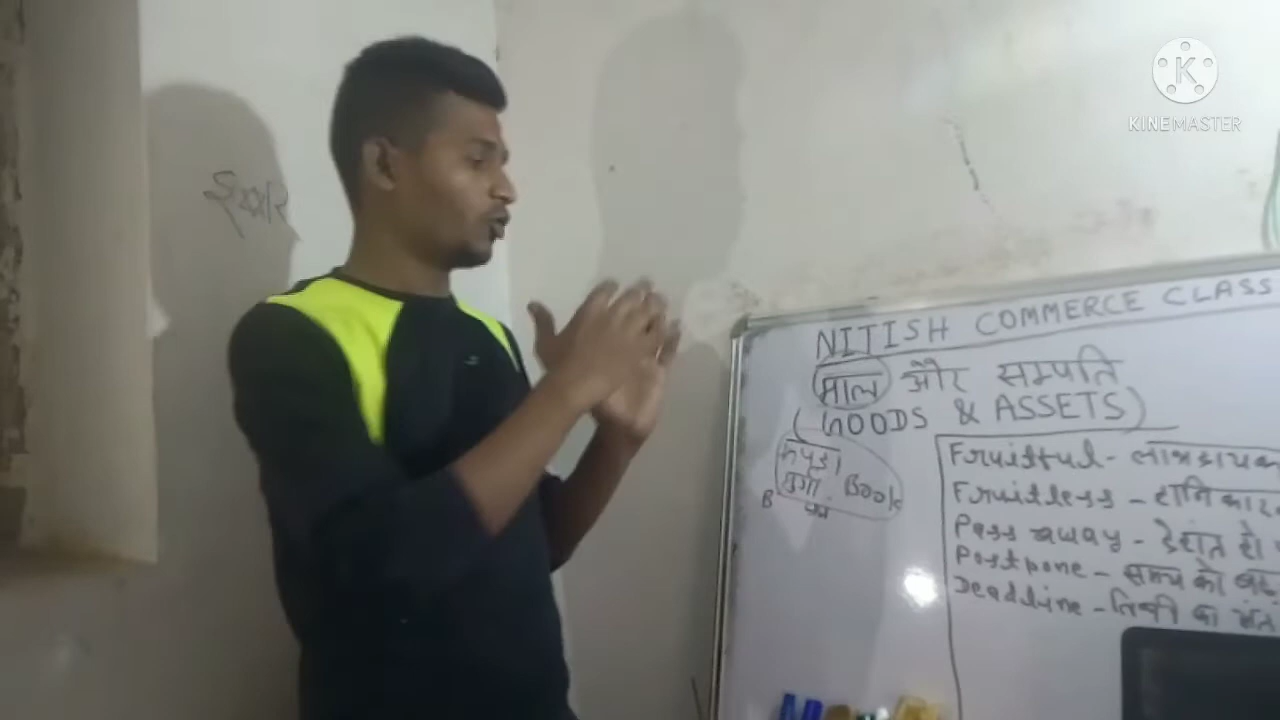 KINEMASTER
NITISH COMMERCE CLASS
माल और सम्पति
(GOODS & ASSETS)
Book
B
Fruitful - लाभदायक
Fruitless - हानिकार
Pass away - देहांत हो
Postpone - समय को
Deadline -